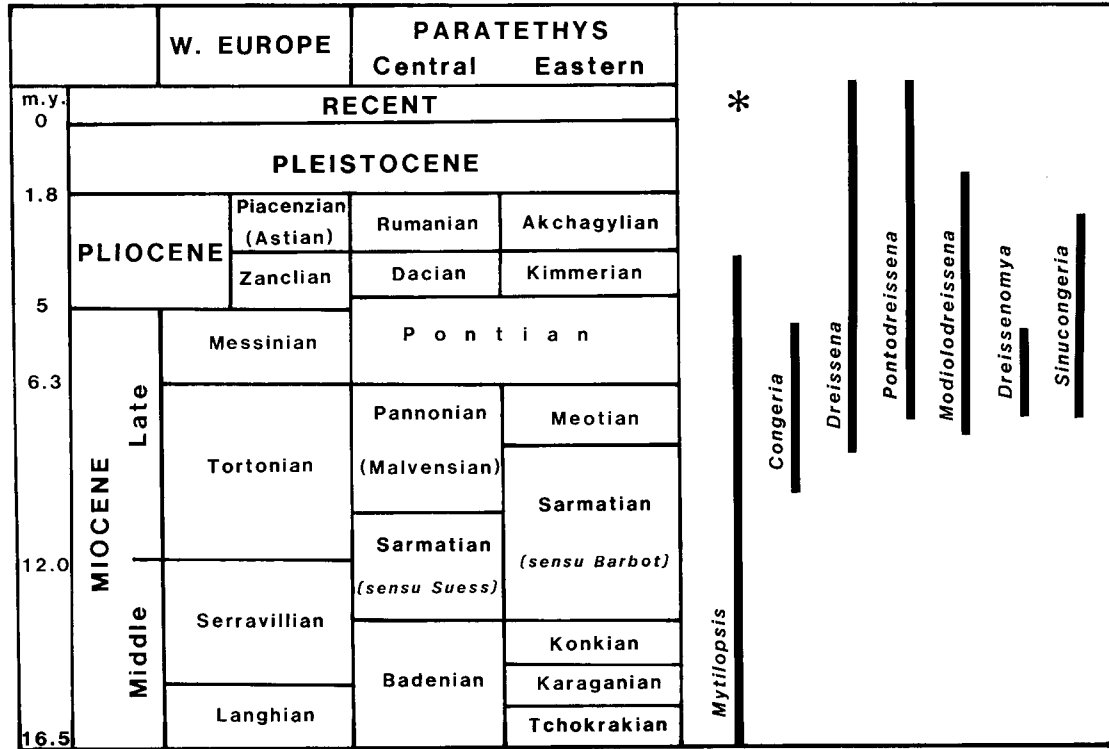 W. EUROPE
PARATETHYS
Central Eastern
m.y.
0
RECENT
PLEISTOCENE
1.8
PLIOCENE
Piacenzian
(Astian)
Rumanian
Akchagylian
Zanclian
Dacian
Kimmerian
5
MIOCENE
Late
Messinian
Pontian
6.3
Tortonian
Pannonian
(Malvensian)
Meotian
Sarmatian
(sensu Barbot)
Sarmatian
(sensu Suess)
12.0
Middle
Serravillian
Badenian
Konkian
Karaganian
Langhian
Tchokrakian
16.5
*
Mytilopsis
Congeria
Dreissena
Pontodreissena
Modiolodreissena
Dreissenomya
Sinucongeria